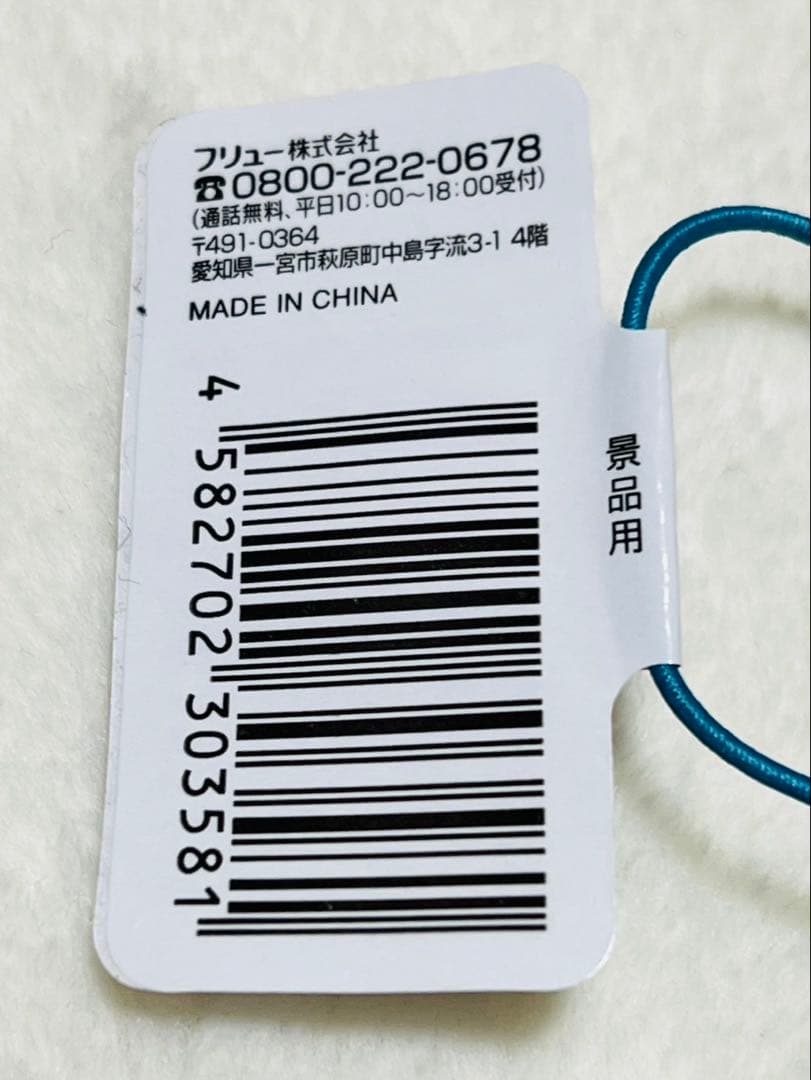 フリュー株式会社
☎0800-222-0678
(通話無料、平日10:00～18:00受付)
〒491-0364
愛知県一宮市萩原町中島字流3-1 4階
MADE IN CHINA
4 582702 303581
景品用